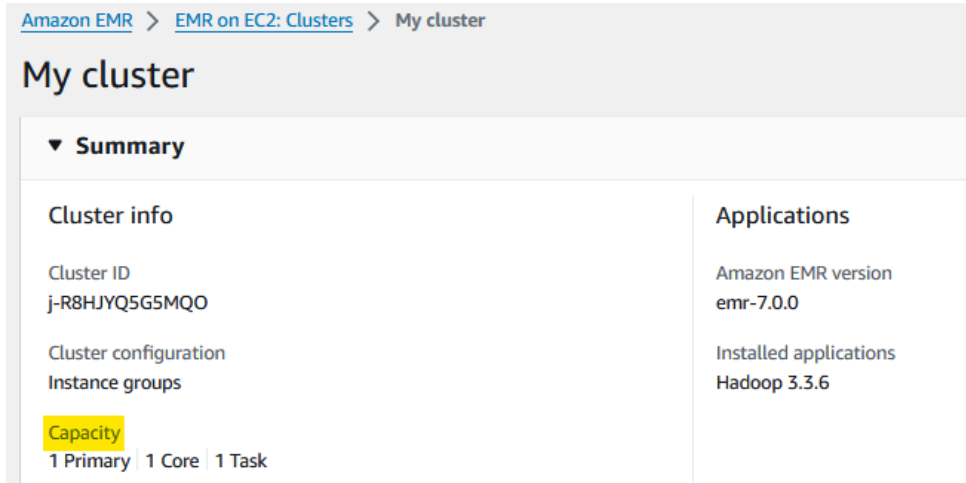 Amazon EMR > EMR on EC2: Clusters > My cluster
My cluster
▼ Summary
Cluster info
Cluster ID
j-R8HJYQ5G5MQO
Cluster configuration
Instance groups
Capacity
1 Primary | 1 Core | 1 Task
Applications
Amazon EMR version
emr-7.0.0
Installed applications
Hadoop 3.3.6